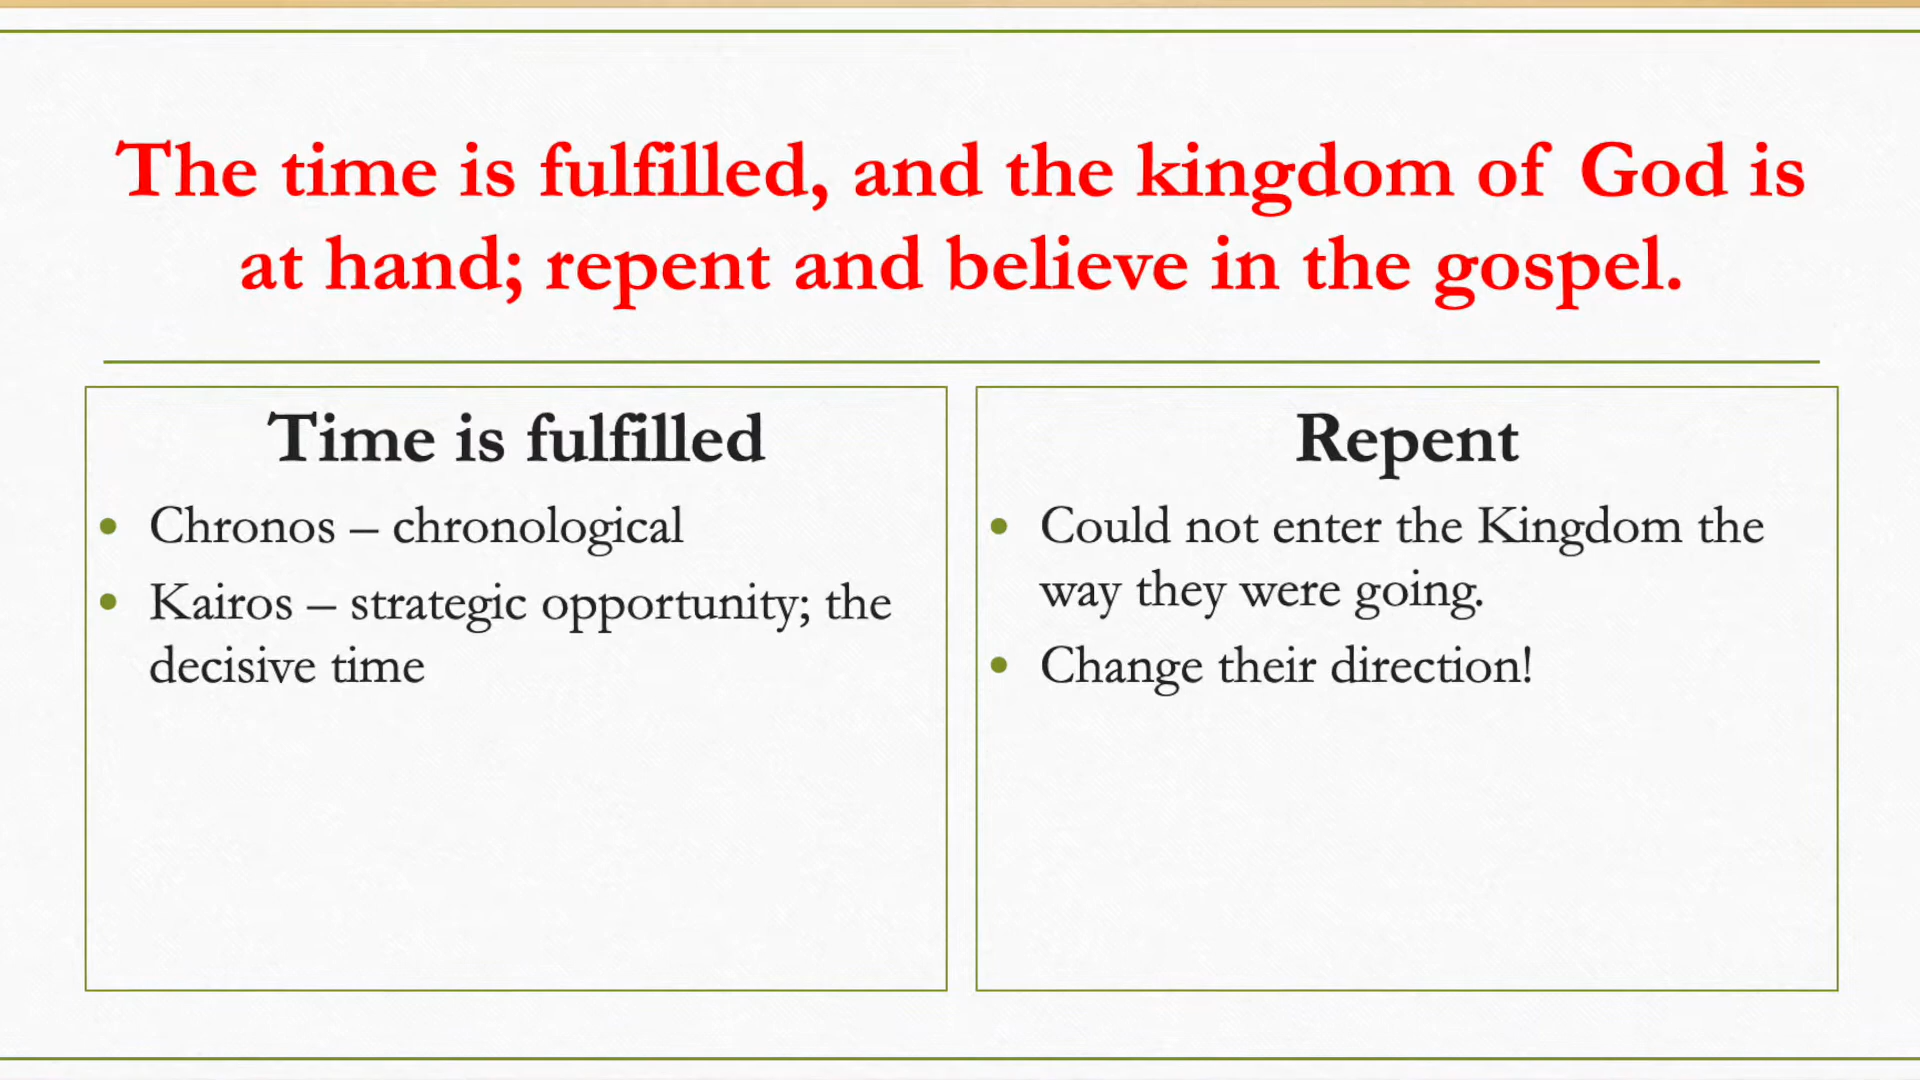 The time is fulfilled, and the kingdom of God is
at hand; repent and believe in the gospel.
Time is fulfilled
• Chronos – chronological
• Kairos – strategic opportunity; the
decisive time
Repent
• Could not enter the Kingdom the
way they were going.
• Change their direction!